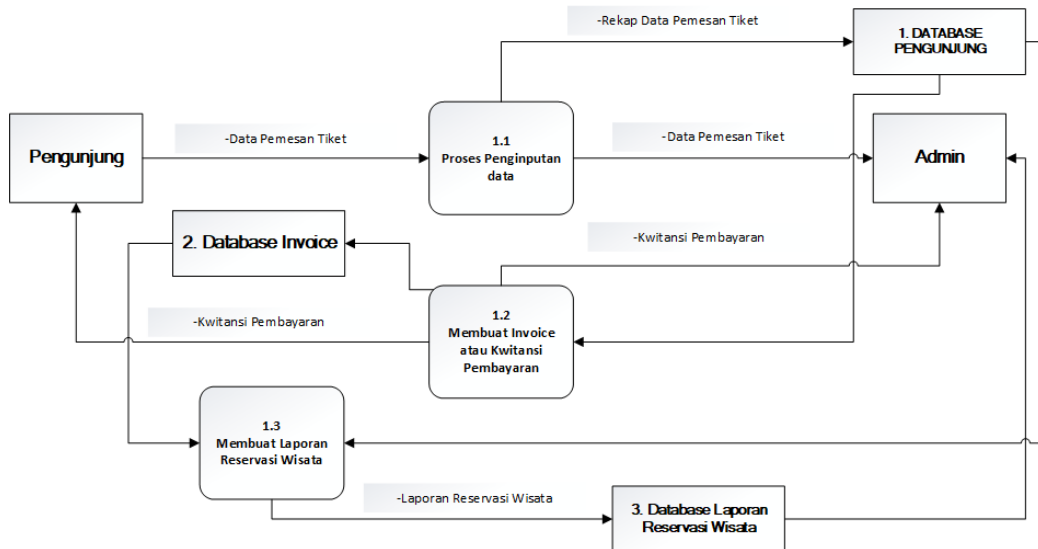 -Rekap Data Pemesan Tiket
1. DATABASE
PENGUNJUNG
Pengunjung
-Data Pemesan Tiket
1.1
Proses Penginputan
data
-Data Pemesan Tiket
Admin
2. Database Invoice
-Kwitansi Pembayaran
1.2
Membuat Invoice
atau Kwitansi
Pembayaran
-Kwitansi Pembayaran
1.3
Membuat Laporan
Reservasi Wisata
-Laporan Reservasi Wisata
3. Database Laporan
Reservasi Wisata